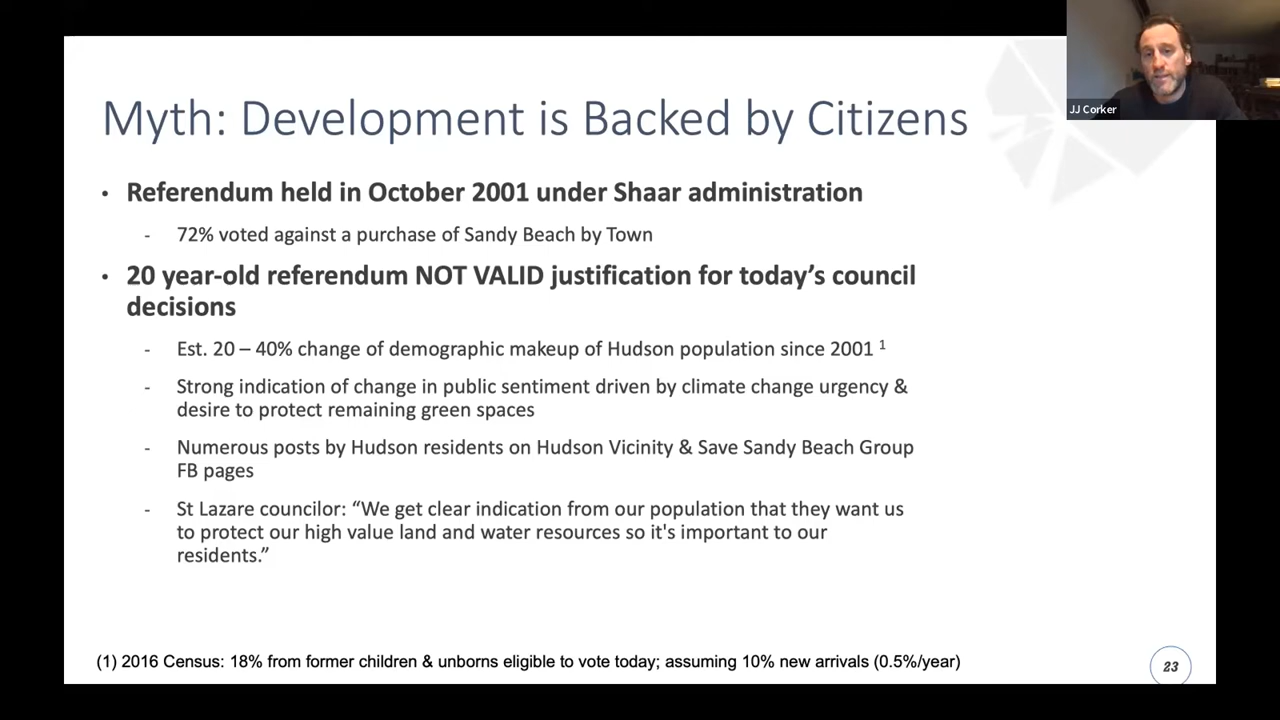 JJ Corker
Myth: Development is Backed by Citizens
• Referendum held in October 2001 under Shaar administration
- 72% voted against a purchase of Sandy Beach by Town
• 20 year-old referendum NOT VALID justification for today’s council
decisions
- Est. 20 – 40% change of demographic makeup of Hudson population since 2001 ¹
- Strong indication of change in public sentiment driven by climate change urgency &
desire to protect remaining green spaces
- Numerous posts by Hudson residents on Hudson Vicinity & Save Sandy Beach Group
FB pages
- St Lazare councilor: “We get clear indication from our population that they want us
to protect our high value land and water resources so it's important to our
residents.”
(1) 2016 Census: 18% from former children & unborns eligible to vote today; assuming 10% new arrivals (0.5%/year)
23